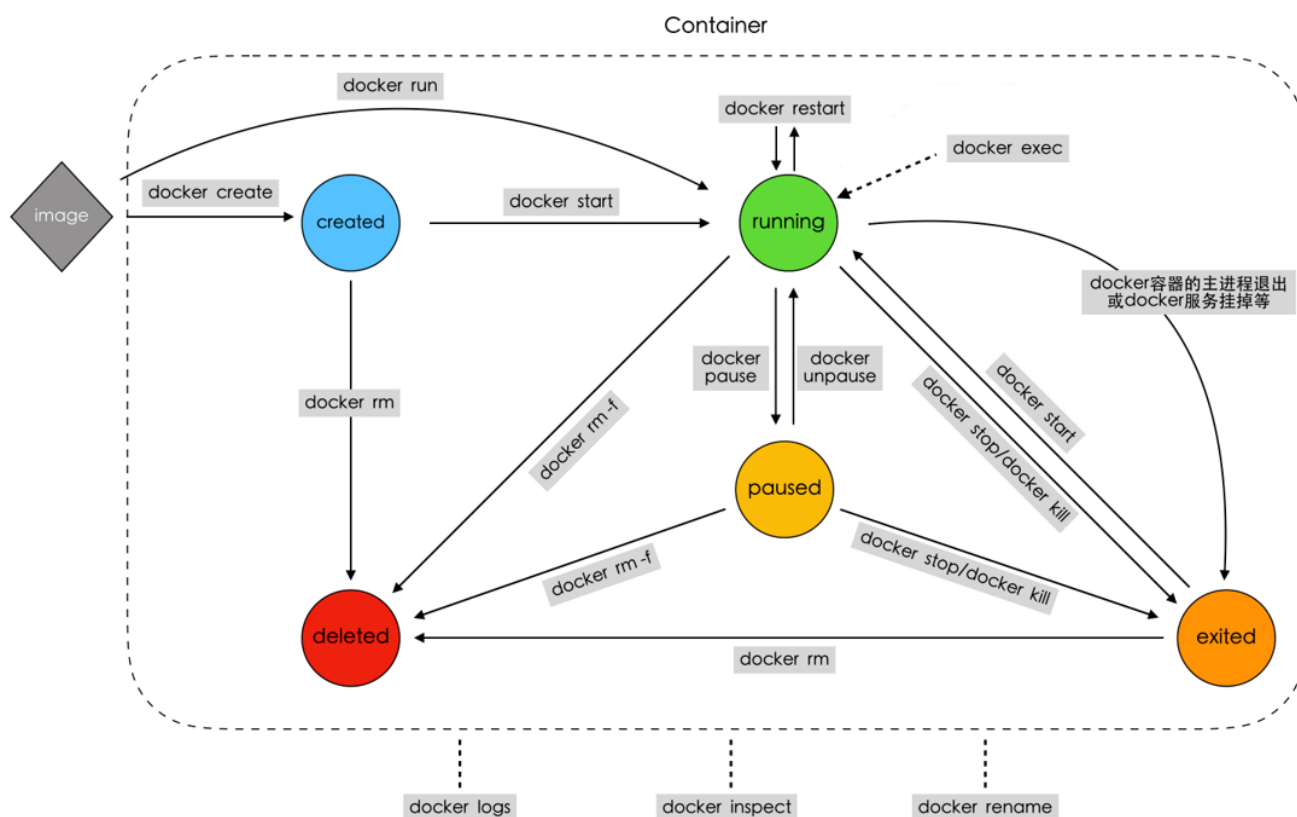 Container
docker run
docker restart
docker exec
image
docker create
created
docker start
running
docker容器的主进程退出
或docker服务挂掉等
docker
pause
docker
unpause
docker rm
docker rm -f
docker stop/docker kill
docker start
paused
docker rm -f
docker stop/docker kill
deleted
docker rm
exited
docker logs
docker inspect
docker rename